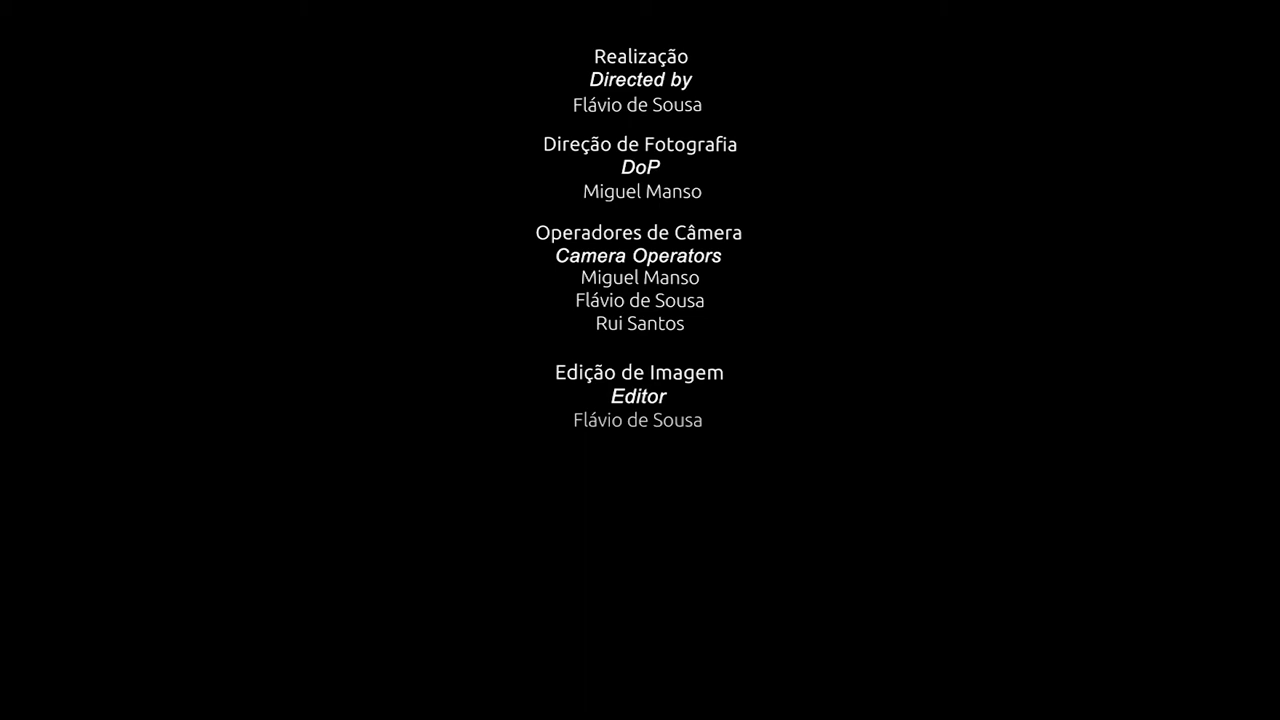 Realização
Directed by
Flávio de Sousa
Direção de Fotografia
DoP
Miguel Manso
Operadores de Câmera
Camera Operators
Miguel Manso
Flávio de Sousa
Rui Santos
Edição de Imagem
Editor
Flávio de Sousa